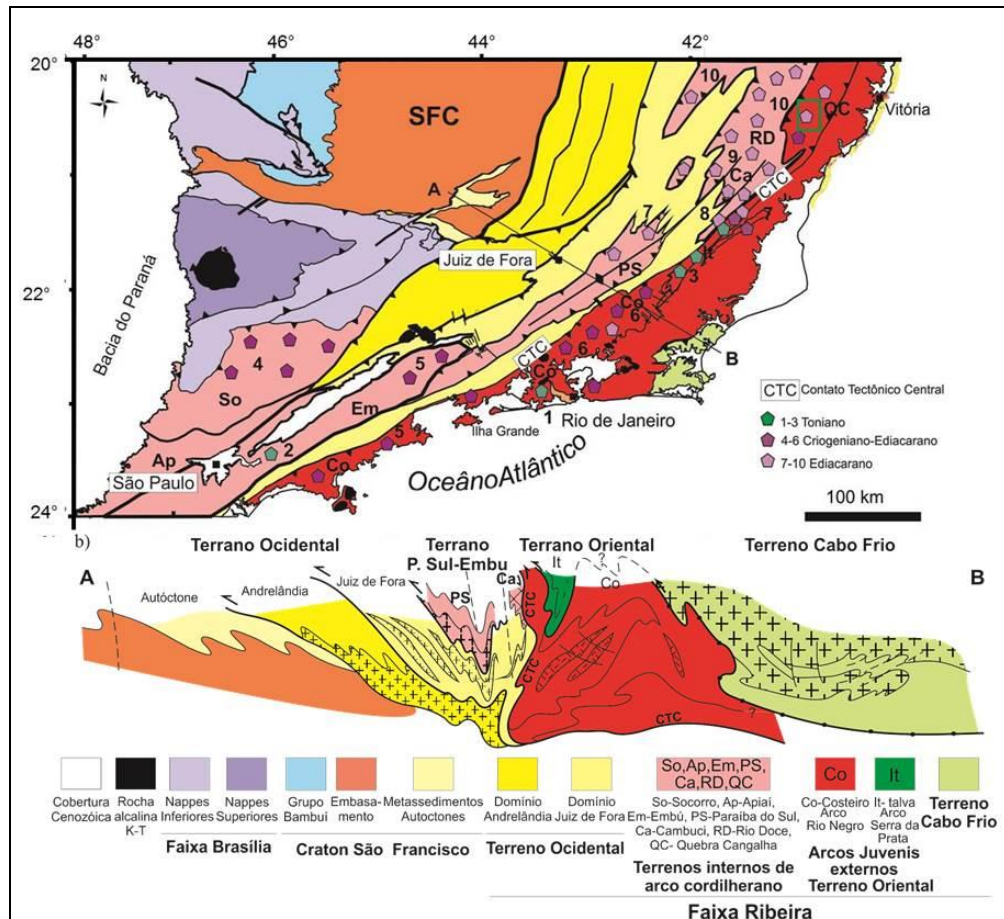 48° 46° 44° 42°
20°
N
SFC
10
10
QC
Vitória
RD
9
Ca
A
CTC
8
7
7
Juiz de Fora
It
3
PS
22°
Bacia do Paraná
Co
6
B
4
5
CTC
6
So
Em
Co
CTC Contato Tectônico Central
1 Rio de Janeiro
1-3 Toniano
Ilha Grande
5
4-6 Criogeniano-Ediacarano
Ap
2
7-10 Ediacarano
Co
OceânoAtlântico
São Paulo
100 km
24°
b) Terrano Ocidental Terrano P. Sul-Embu Terrano Oriental Terreno Cabo Frio
A It ? B
Juiz de Fora Ca Co
Andrelândia PS CTC
Autóctone
CTC
CTC ?
So,Ap,Em,PS,
Ca,RD,QC
Co It
Cobertura Cenozóica
Rocha alcalina K-T
Nappes Inferiores
Nappes Superiores
Grupo Bambui
Embasa-mento
Metassedimentos Autoctones
Domínio Andrelândia
Domínio Juiz de Fora
So-Socorro, Ap-Apiaí,
Em-Embú, PS-Paraiba do Sul,
Ca-Cambuci, RD-Rio Doce,
QC- Quebra Cangalha
Co-Costeiro Arco Rio Negro
It- talva Arco Serra da Prata
Terreno Cabo Frio
Faixa Brasília
Craton São Francisco
Terreno Ocidental
Terrenos internos de arco cordilherano
Arcos Juvenis externos
Terreno Oriental
Faixa Ribeira